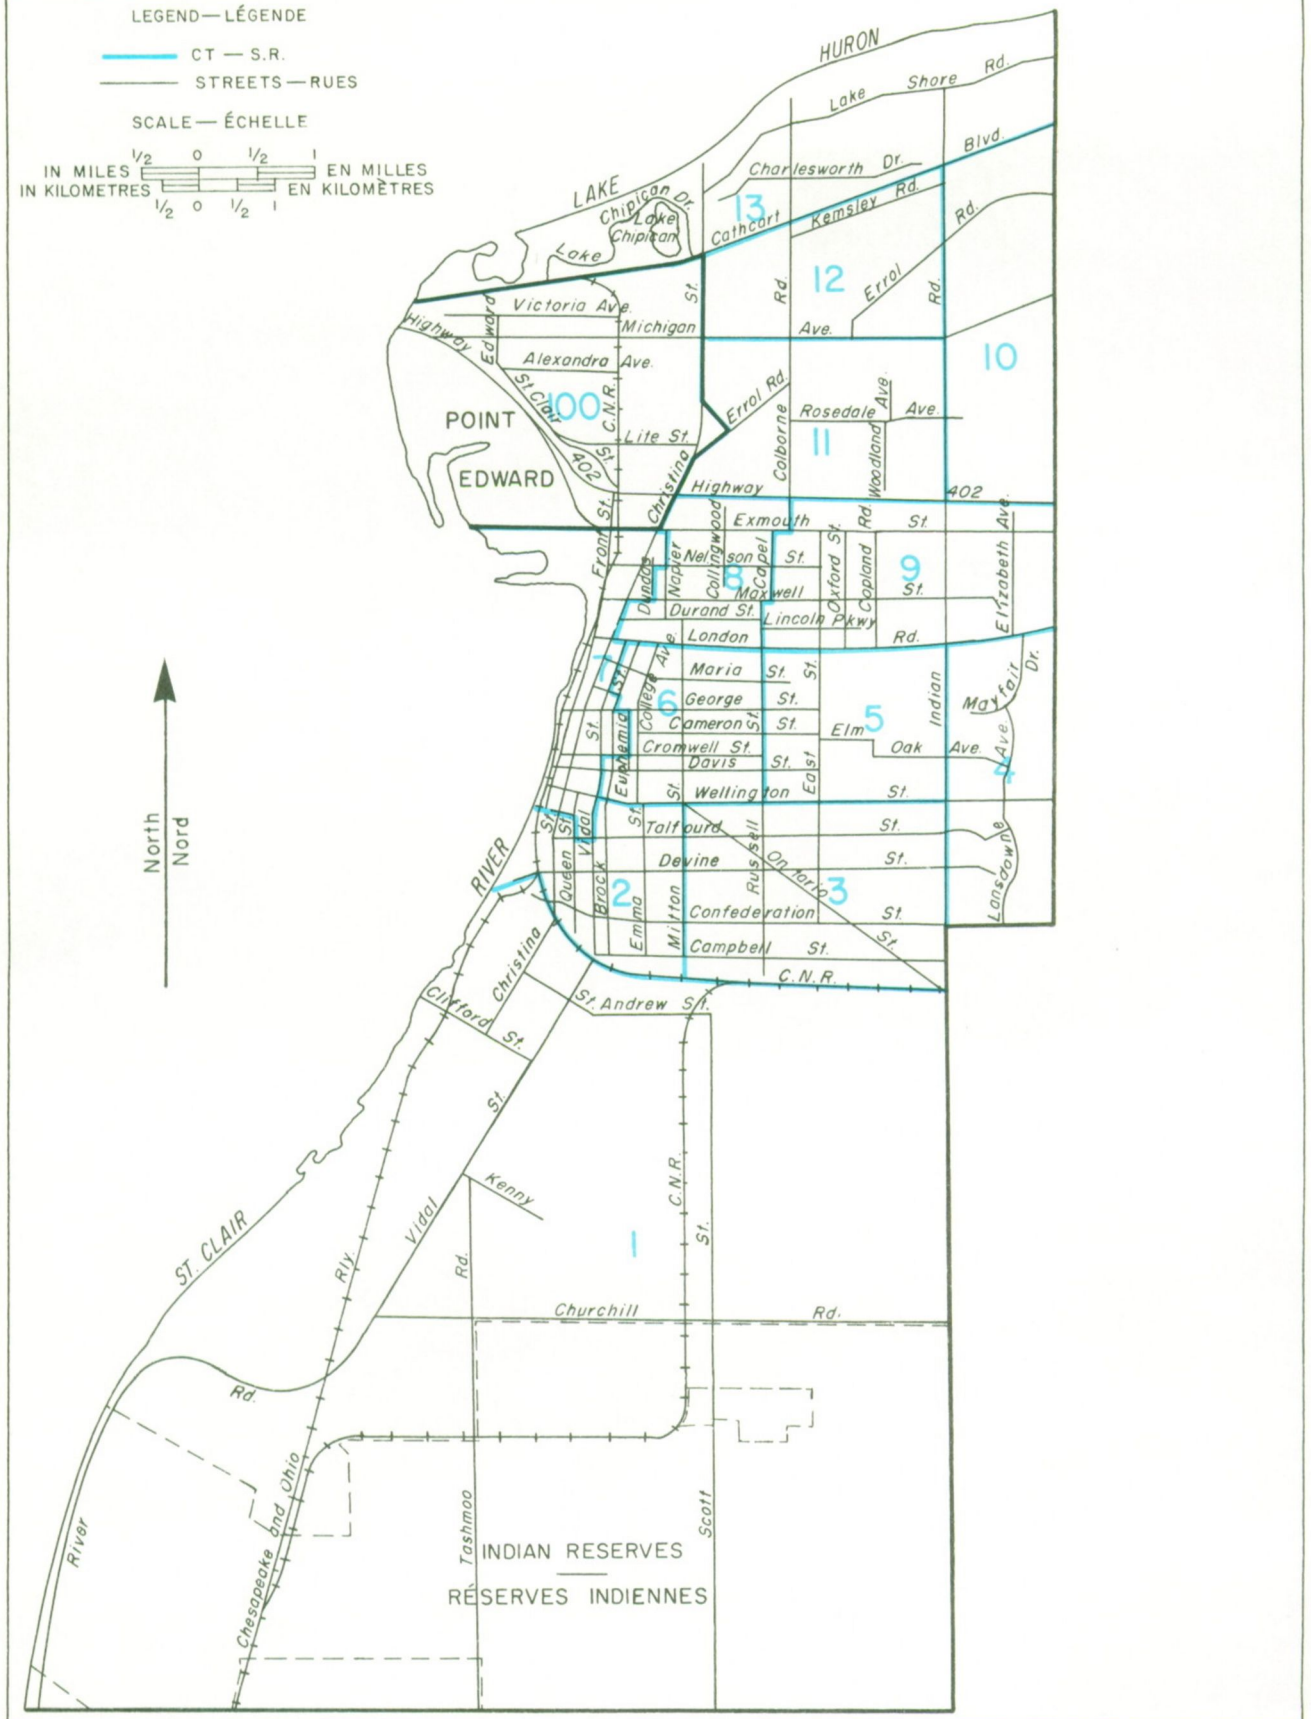 LEGEND—LÉGENDE
CT — S.R.
STREETS—RUES
SCALE—ÉCHELLE
1/2 0 1/2 1
IN MILES EN MILLES
IN KILOMETRES EN KILOMÈTRES
1/2 0 1/2 1
HURON
Lake Shore Rd.
Blvd.
Charlesworth Dr.
LAKE
Chipican Dr.
Lake
Chipican
13
Kemsley Rd.
Cathcart
Rd.
Lake
St.
Rd.
12
Errol
Rd.
Victoria Ave.
Edward
Highway
Michigan
Ave.
10
Alexandra Ave.
St. Clair
100
C.N.R.
Errol Rd.
Rosedale Ave.
Ave.
POINT
Lite St.
Colborne
11
Woodland
402
St.
EDWARD
Christina
Highway
402
Front St.
Collingwood
Exmouth
Rd.
St.
Elizabeth Ave.
Nelson St.
Dundas
Napier
8
Capel
Oxford St.
Copland
9
Maxwell
St.
Durand St.
Lincoln Pkwy
London
Rd.
7
St.
College Ave.
Maria St.
St.
Mayfair Dr.
6
George St.
Indian
Cameron St.
St.
5
Elm
St.
Euphemia
Cromwell St.
Oak Ave.
Ave.
4
Davis St.
East
Wellington
St.
St.
North
Nord
St.
St.
Vidal
St.
Talfourd
St.
RIVER
Queen
Brock
Devine
Russell
Ontario
St.
Lansdowne
2
3
Emma
Mitton
Confederation
St.
St.
Campbell St.
C.N.R.
Christina
Clifford
St.
St. Andrew St.
St.
Kenny
C.N.R.
Vidal
ST. CLAIR
Rly.
Rd.
1
St.
Churchill
Rd.
Rd.
River
Chesapeake and Ohio
Tashmoo
Scott
INDIAN RESERVES
RÉSERVES INDIENNES